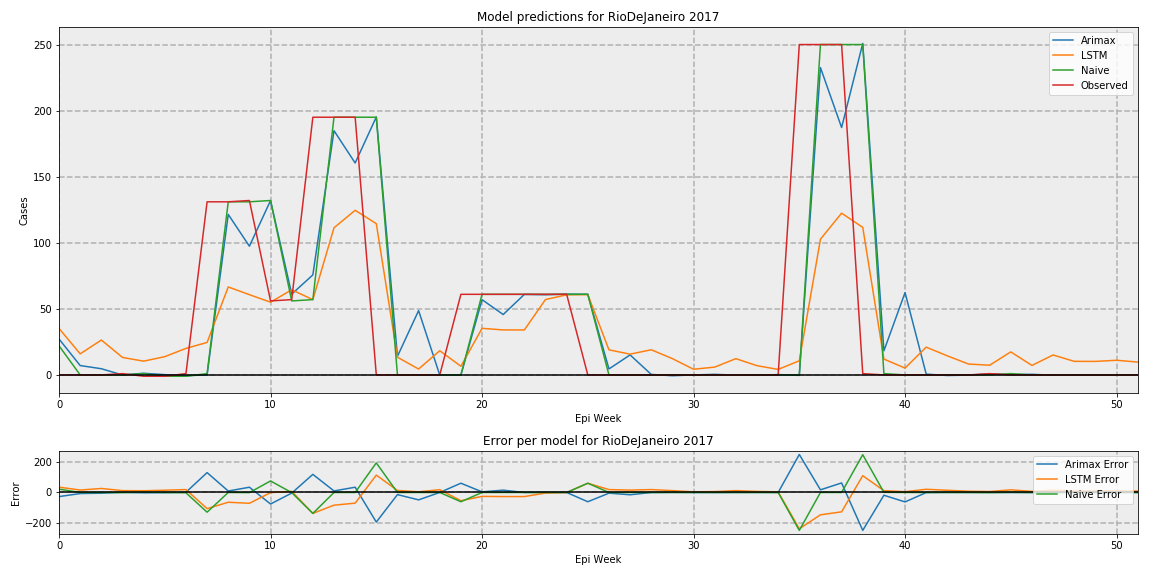 Model predictions for RioDeJaneiro 2017
250
200
150
100
50
0
Cases
Arimax
LSTM
Naive
Observed
0 10 20 30 40 50
Epi Week
Error per model for RioDeJaneiro 2017
200
0
−200
Error
Arimax Error
LSTM Error
Naive Error
0 10 20 30 40 50
Epi Week